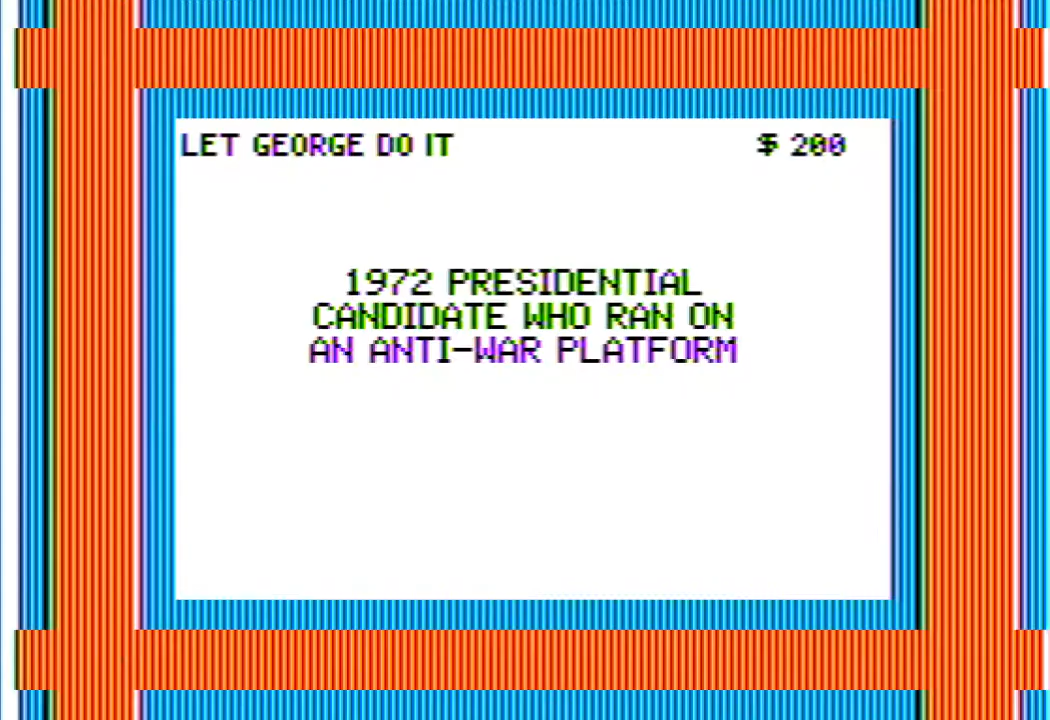 LET GEORGE DO IT $ 200
1972 PRESIDENTIAL
CANDIDATE WHO RAN ON
AN ANTI-WAR PLATFORM